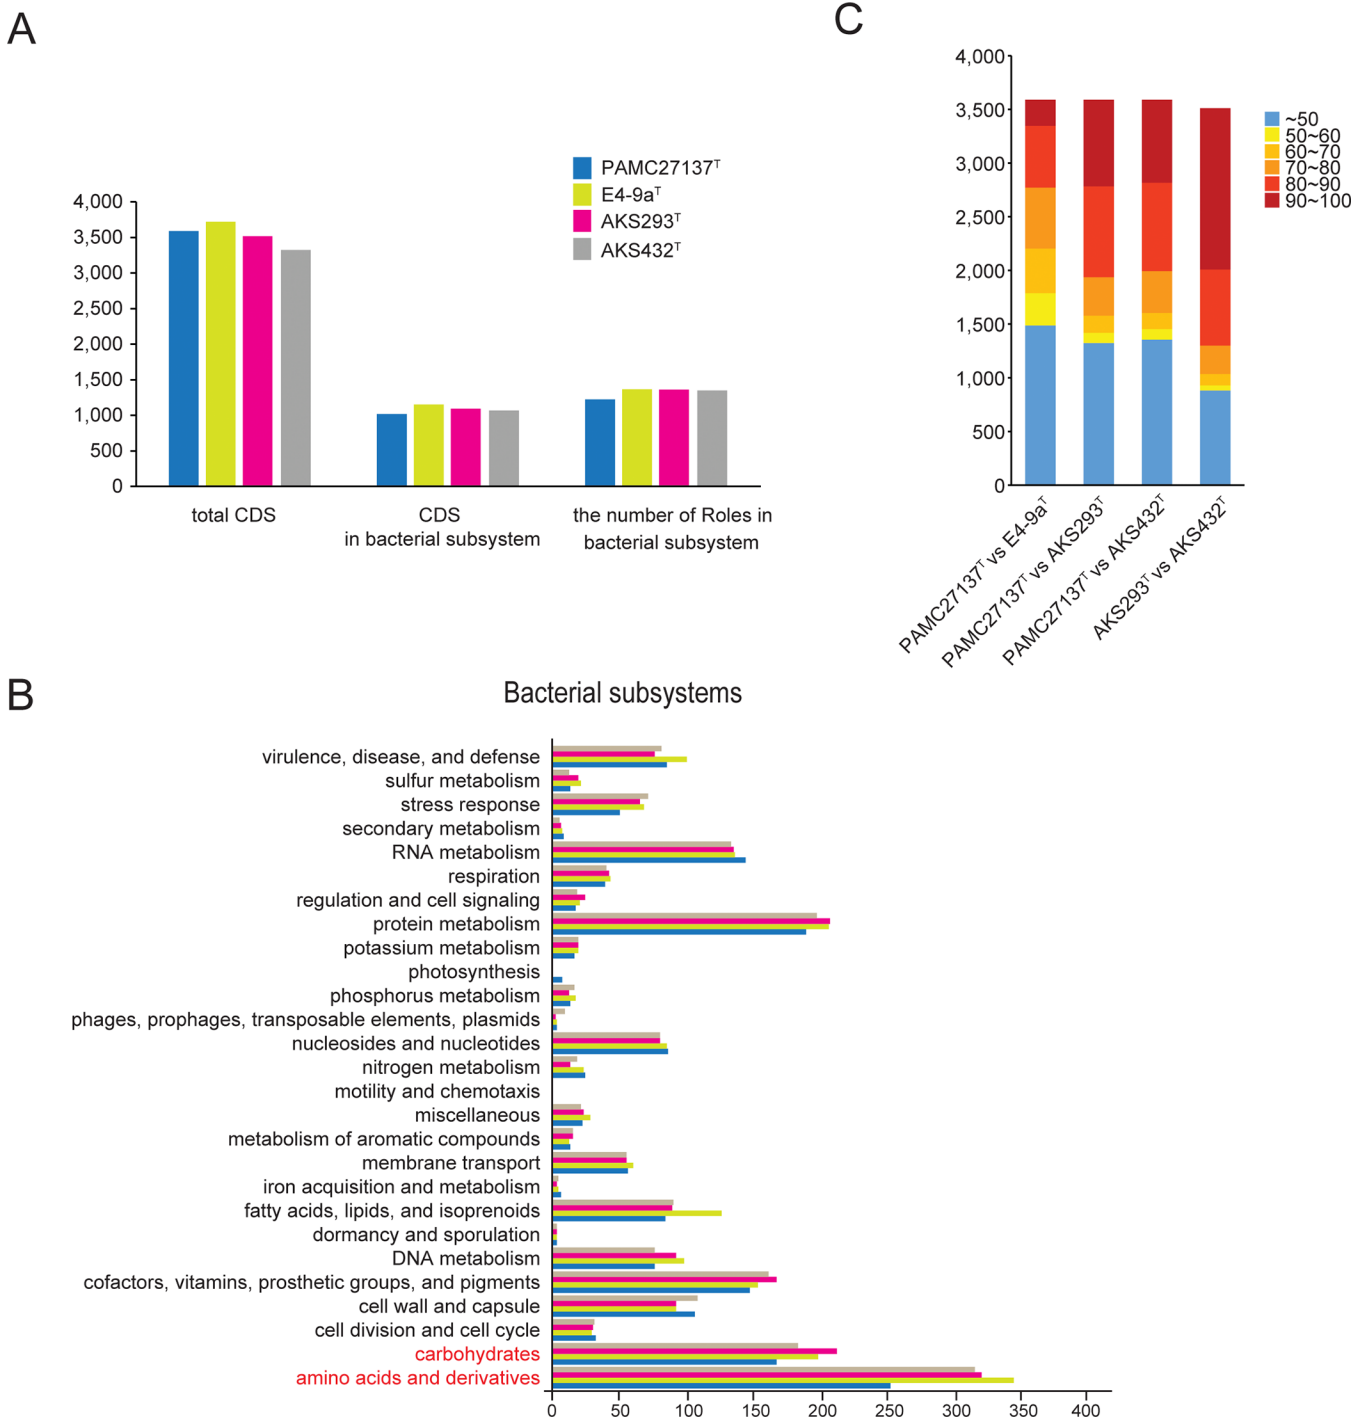 A
PAMC27137ᵀ
E4-9aᵀ
AKS293ᵀ
AKS432ᵀ
4,000
3,500
3,000
2,500
2,000
1,500
1,000
500
0
total CDS
CDS
in bacterial subsystem
the number of Roles in
bacterial subsystem
C
4,000
3,500
3,000
2,500
2,000
1,500
1,000
500
0
~50
50~60
60~70
70~80
80~90
90~100
PAMC27137ᵀ vs E4-9aᵀ
PAMC27137ᵀ vs AKS293ᵀ
PAMC27137ᵀ vs AKS432ᵀ
AKS293ᵀ vs AKS432ᵀ
B
Bacterial subsystems
virulence, disease, and defense
sulfur metabolism
stress response
secondary metabolism
RNA metabolism
respiration
regulation and cell signaling
protein metabolism
potassium metabolism
photosynthesis
phosphorus metabolism
phages, prophages, transposable elements, plasmids
nucleosides and nucleotides
nitrogen metabolism
motility and chemotaxis
miscellaneous
metabolism of aromatic compounds
membrane transport
iron acquisition and metabolism
fatty acids, lipids, and isoprenoids
dormancy and sporulation
DNA metabolism
cofactors, vitamins, prosthetic groups, and pigments
cell wall and capsule
cell division and cell cycle
carbohydrates
amino acids and derivatives
0 50 100 150 200 250 300 350 400